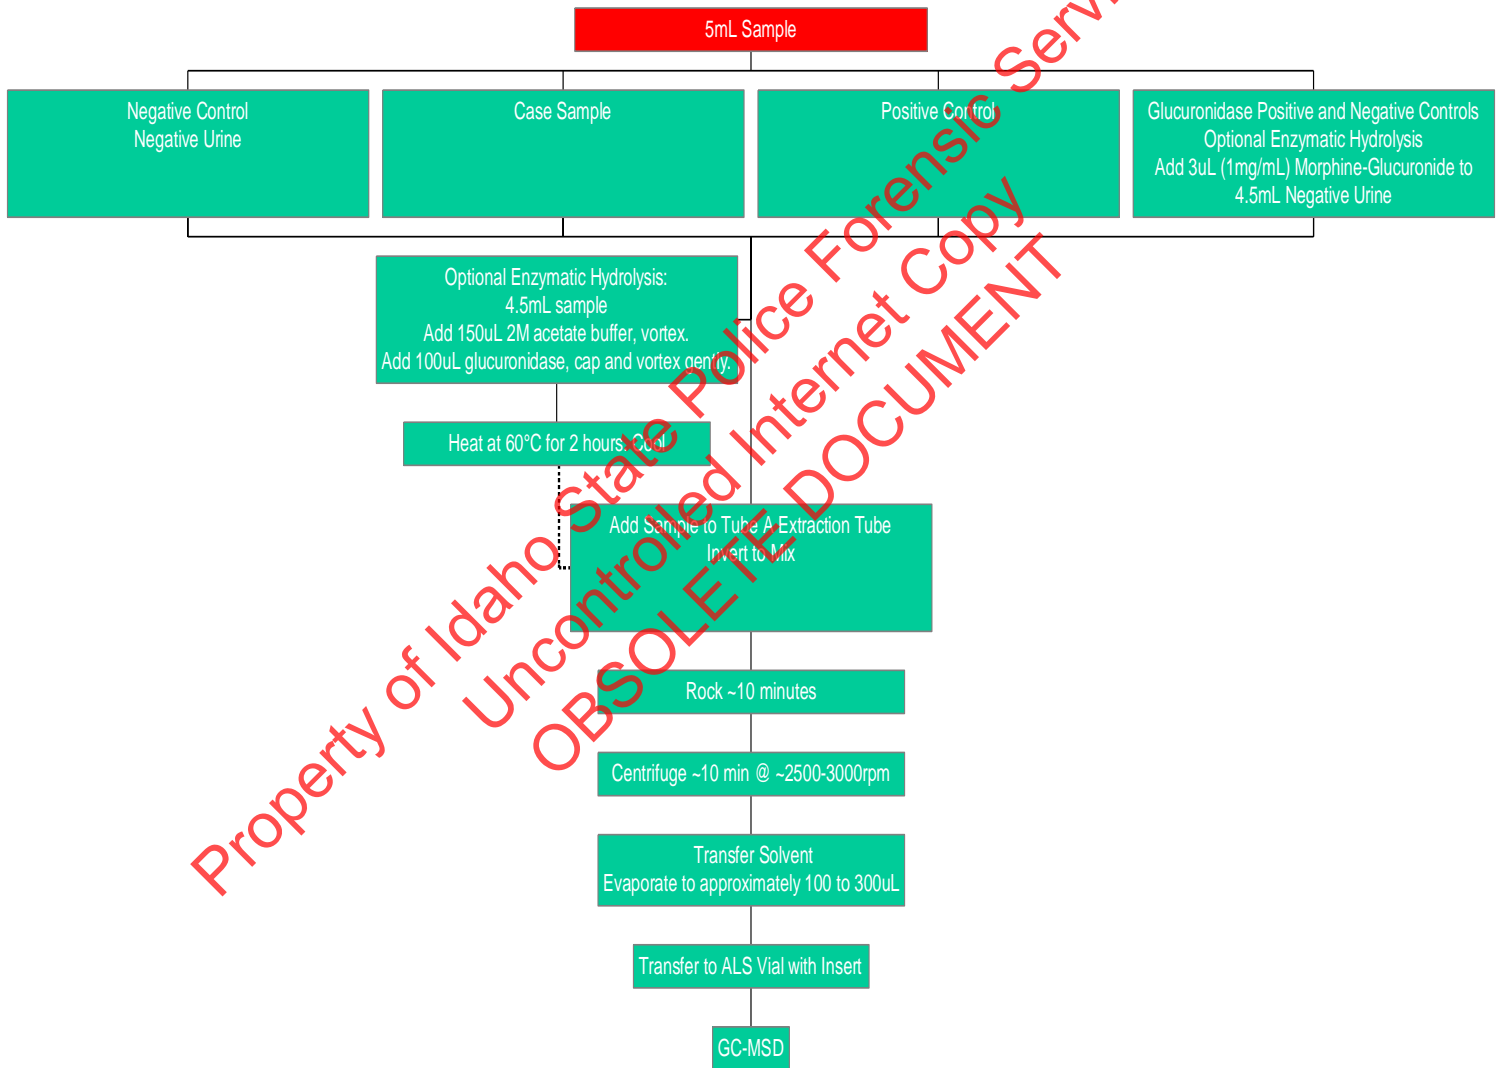 5mL Sample
Negative Control
Negative Urine
Case Sample
Positive Control
Glucuronidase Positive and Negative Controls
Optional Enzymatic Hydrolysis
Add 3uL (1mg/mL) Morphine-Glucuronide to
4.5mL Negative Urine
Optional Enzymatic Hydrolysis:
4.5mL sample
Add 150uL 2M acetate buffer, vortex.
Add 100uL glucuronidase, cap and vortex gently.
Heat at 60°C for 2 hours. Cool
Add Sample to Tube A Extraction Tube
Invert to Mix
Rock ~10 minutes
Centrifuge ~10 min @ ~2500-3000rpm
Transfer Solvent
Evaporate to approximately 100 to 300uL
Transfer to ALS Vial with Insert
GC-MSD
Property of Idaho State Police Forensic
Uncontrolled Internet Copy
OBSOLETE DOCUMENT